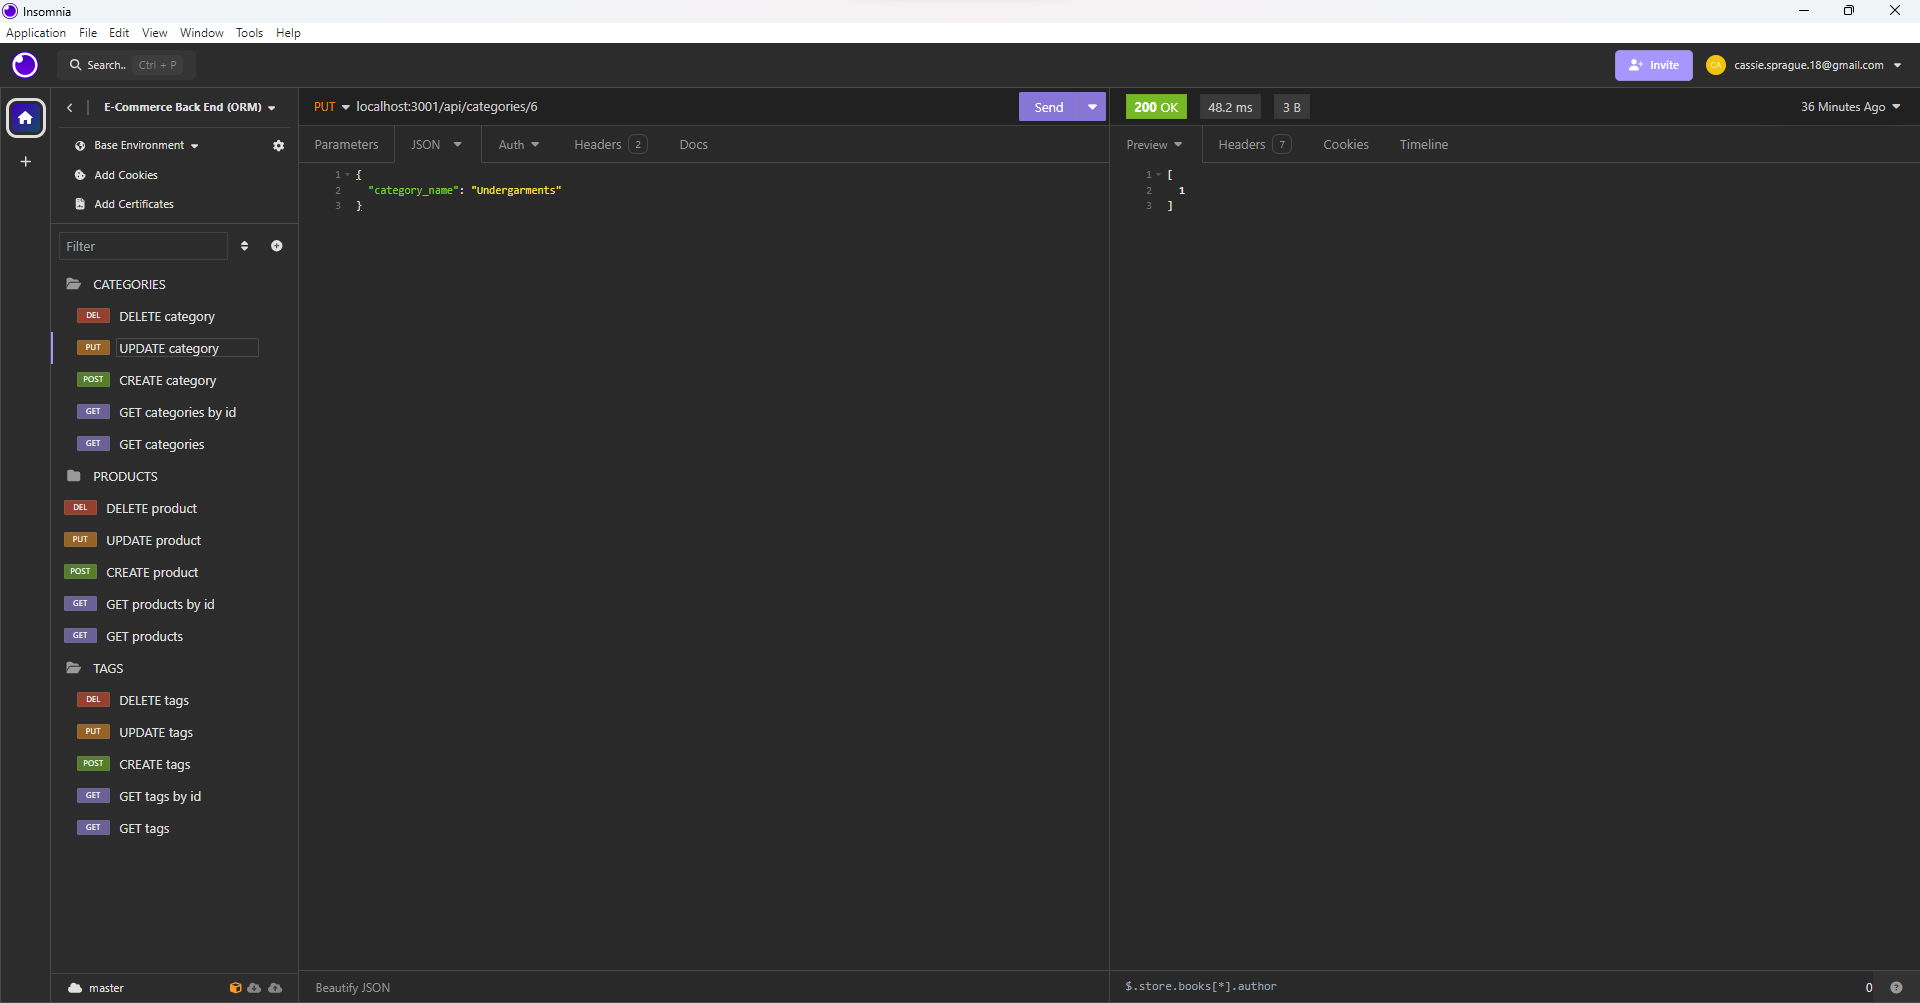 Insomnia
Application File Edit View Window Tools Help
Search.. Ctrl + P
Invite
CA cassie.sprague.18@gmail.com
E-Commerce Back End (ORM)
Base Environment
Add Cookies
Add Certificates
Filter
CATEGORIES
DEL DELETE category
PUT UPDATE category
POST CREATE category
GET GET categories by id
GET GET categories
PRODUCTS
DEL DELETE product
PUT UPDATE product
POST CREATE product
GET GET products by id
GET GET products
TAGS
DEL DELETE tags
PUT UPDATE tags
POST CREATE tags
GET GET tags by id
GET GET tags
master
PUT localhost:3001/api/categories/6
Send
Parameters JSON Auth Headers 2 Docs
1 {
2 "category_name": "Undergarments"
3 }
Beautify JSON
200 OK 48.2 ms 3 B 36 Minutes Ago
Preview Headers 7 Cookies Timeline
1 [
2 1
3 ]
$.store.books[*].author 0 ?